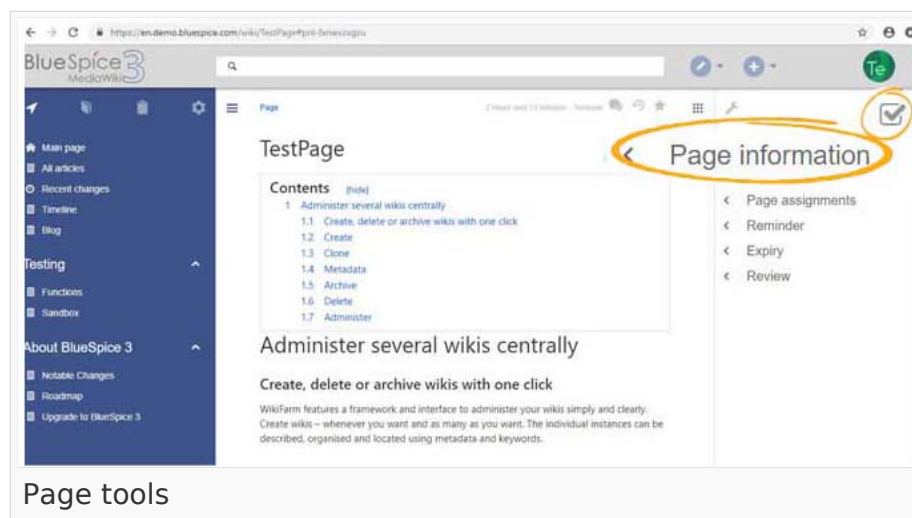 https://en.demo.bluespice.com/wiki/TestPage
BlueSpice 3
MediaWiki
Te
Page
TestPage
Page information
Main page
All articles
Recent changes
Timeline
Blog
Testing
Functions
Sandbox
About BlueSpice 3
Notable Changes
Roadmap
Upgrade to BlueSpice 3
Contents [hide]
1 Administer several wikis centrally
1.1 Create, delete or archive wikis with one click
1.2 Create
1.3 Clone
1.4 Metadata
1.5 Archive
1.6 Delete
1.7 Administer
Administer several wikis centrally
Create, delete or archive wikis with one click
WikiFarm features a framework and interface to administer your wikis simply and clearly.
Create wikis – whenever you want and as many as you want. The individual instances can be
described, organised and located using metadata and keywords.
Page assignments
Reminder
Expiry
Review
Page tools